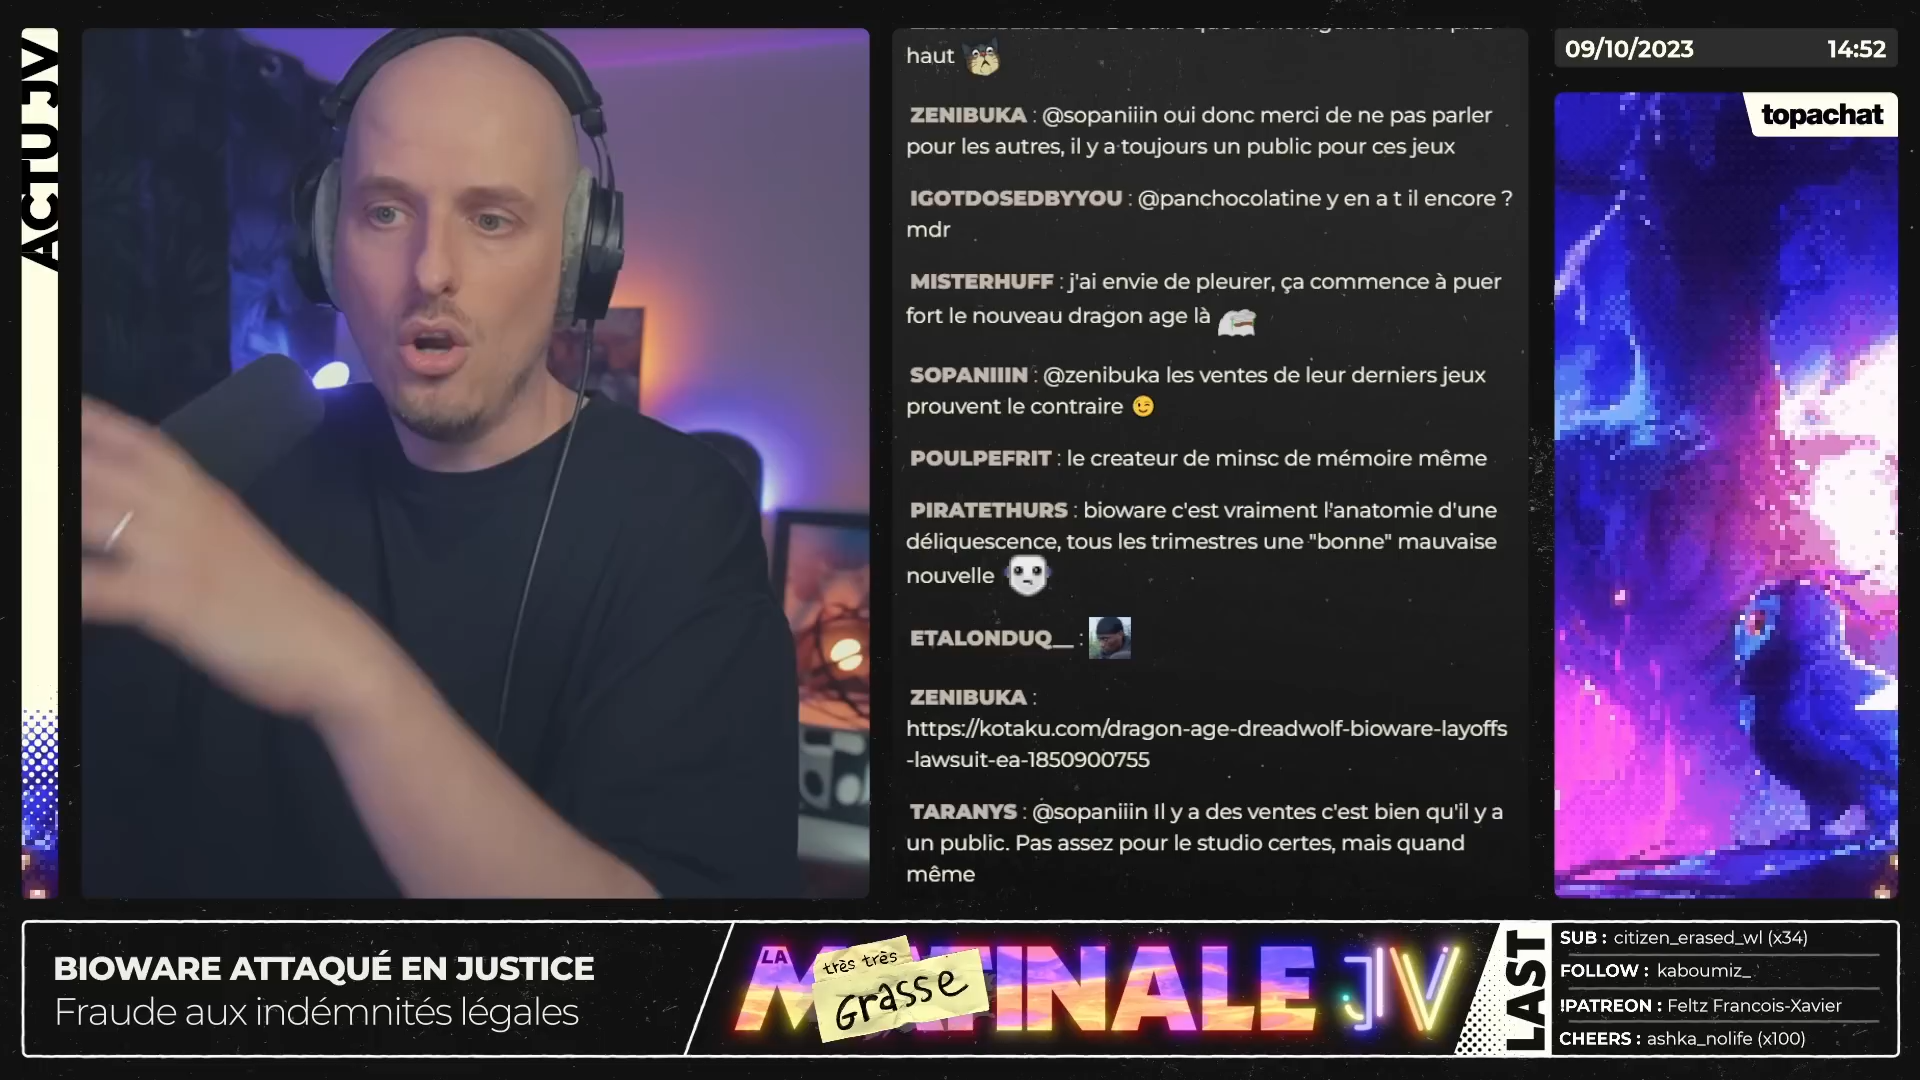 ACTU JV
haut
ZENIBUKA : @sopaniiin oui donc merci de ne pas parler
pour les autres, il y a toujours un public pour ces jeux
IGOTDOSEDBYYOU : @panchocolatine y en a t il encore ?
mdr
MISTERHUFF : j'ai envie de pleurer, ça commence à puer
fort le nouveau dragon age là
SOPANIIIN : @zenibuka les ventes de leur derniers jeux
prouvent le contraire 😉
POULPEFRIT : le createur de minsc de mémoire même
PIRATETHURS : bioware c'est vraiment l'anatomie d'une
déliquescence, tous les trimestres une "bonne" mauvaise
nouvelle
ETALONDUQ__ :
ZENIBUKA :
https://kotaku.com/dragon-age-dreadwolf-bioware-layoffs
-lawsuit-ea-1850900755
TARANYS : @sopaniiin Il y a des ventes c'est bien qu'il y a
un public. Pas assez pour le studio certes, mais quand
même
09/10/2023 14:52
topachat
BIOWARE ATTAQUÉ EN JUSTICE
Fraude aux indémnités légales
LA MATINALE JV
très très
Grasse
LAST
SUB : citizen_erased_wl (x34)
FOLLOW : kaboumiz_
!PATREON : Feltz Francois-Xavier
CHEERS : ashka_nolife (x100)